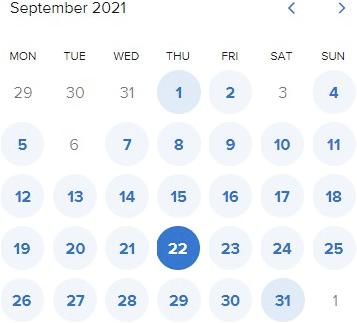 September 2021
MON TUE WED THU FRI SAT SUN
29 30 31 1 2 3 4
5 6 7 8 9 10 11
12 13 14 15 16 17 18
19 20 21 22 23 24 25
26 27 28 29 30 31 1